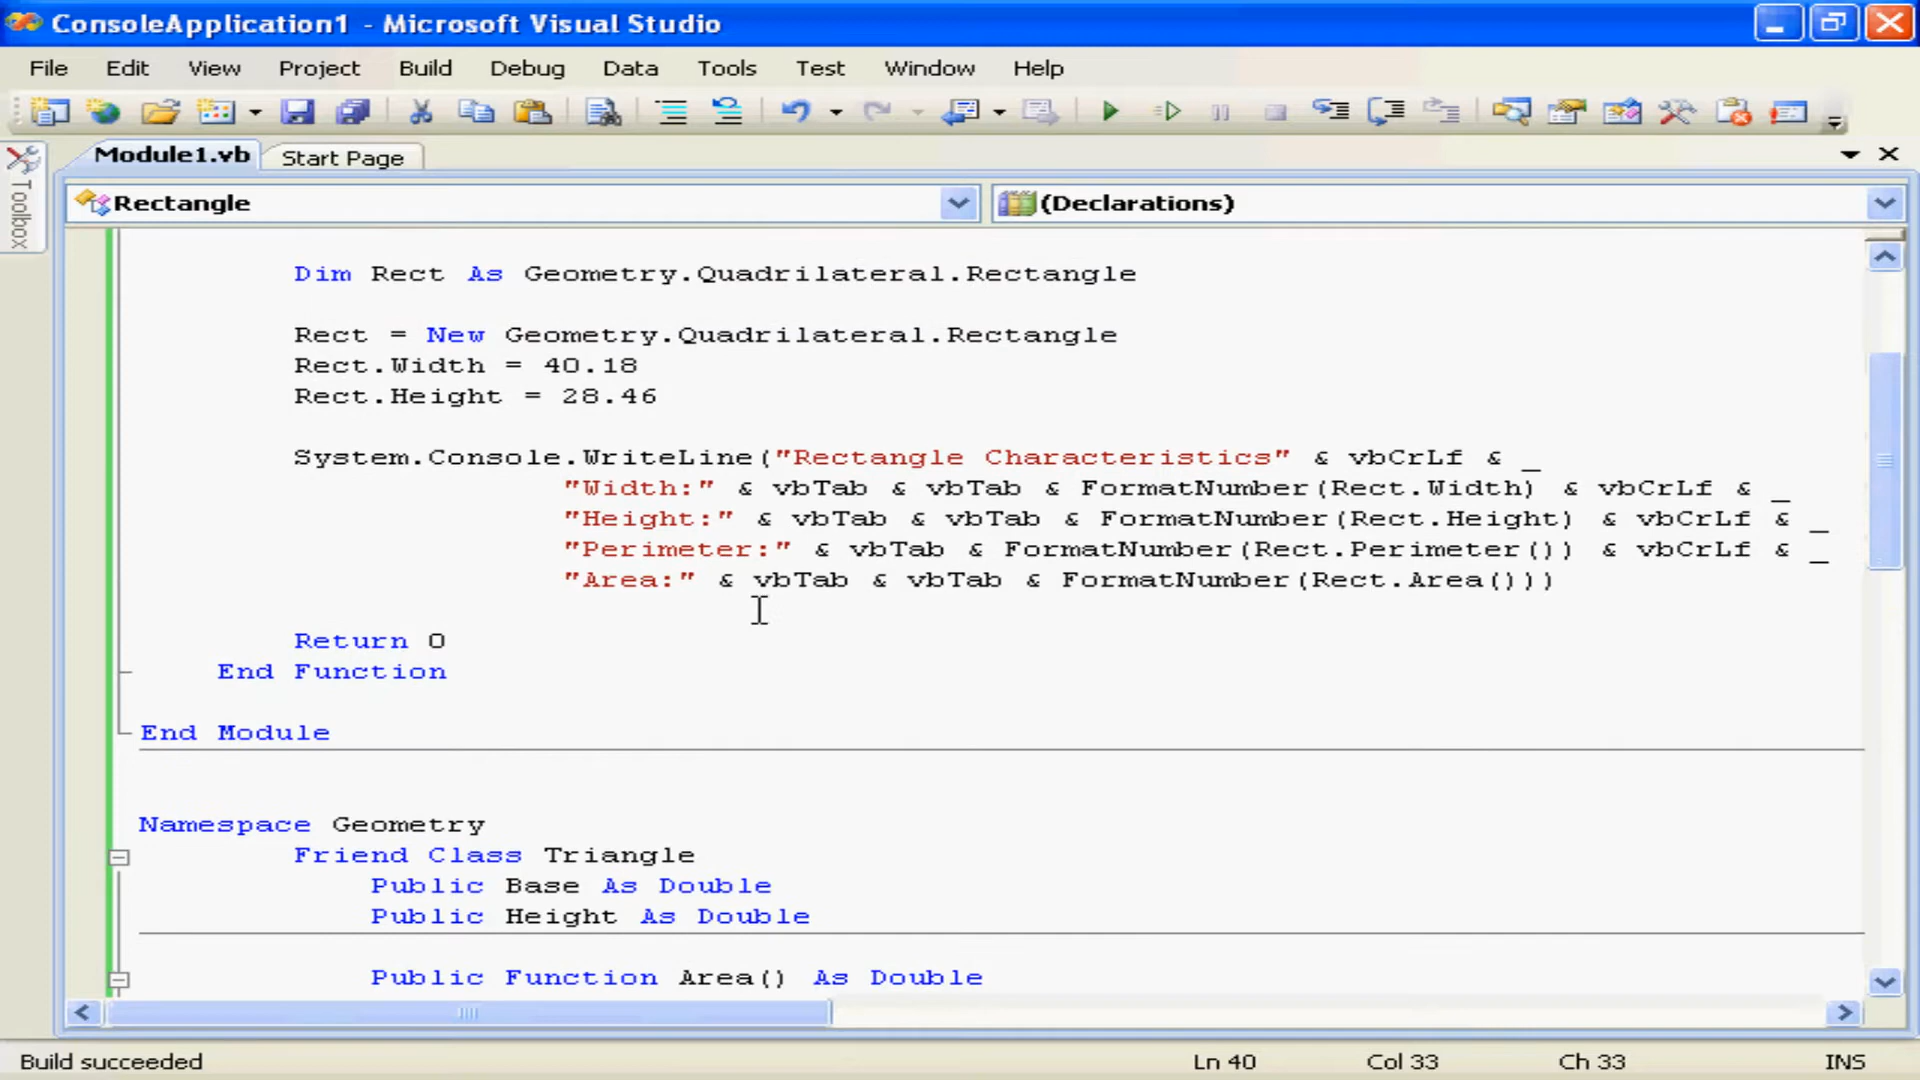 ConsoleApplication1 - Microsoft Visual Studio
File Edit View Project Build Debug Data Tools Test Window Help
Module1.vb Start Page
Toolbox
Rectangle (Declarations)
Dim Rect As Geometry.Quadrilateral.Rectangle
Rect = New Geometry.Quadrilateral.Rectangle
Rect.Width = 40.18
Rect.Height = 28.46
System.Console.WriteLine("Rectangle Characteristics" & vbCrLf & _
"Width:" & vbTab & vbTab & FormatNumber(Rect.Width) & vbCrLf & _
"Height:" & vbTab & vbTab & FormatNumber(Rect.Height) & vbCrLf & _
"Perimeter:" & vbTab & FormatNumber(Rect.Perimeter()) & vbCrLf & _
"Area:" & vbTab & vbTab & FormatNumber(Rect.Area()))
Return 0
End Function
End Module
Namespace Geometry
Friend Class Triangle
Public Base As Double
Public Height As Double
Public Function Area() As Double
Build succeeded Ln 40 Col 33 Ch 33 INS